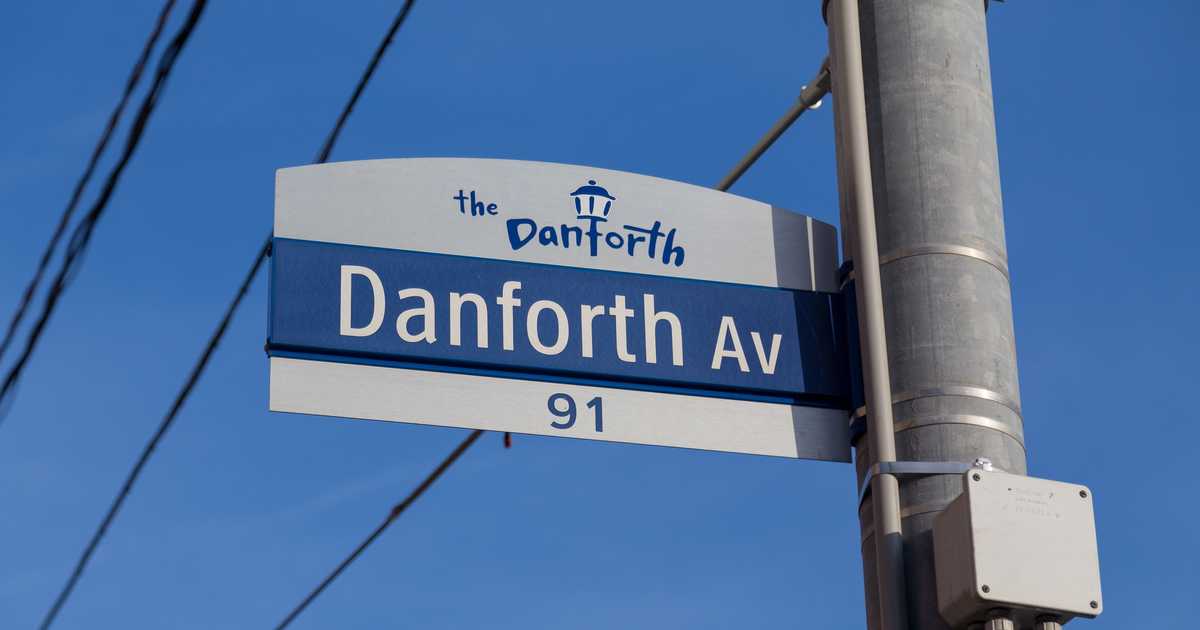 the
Danforth
Danforth Av
91